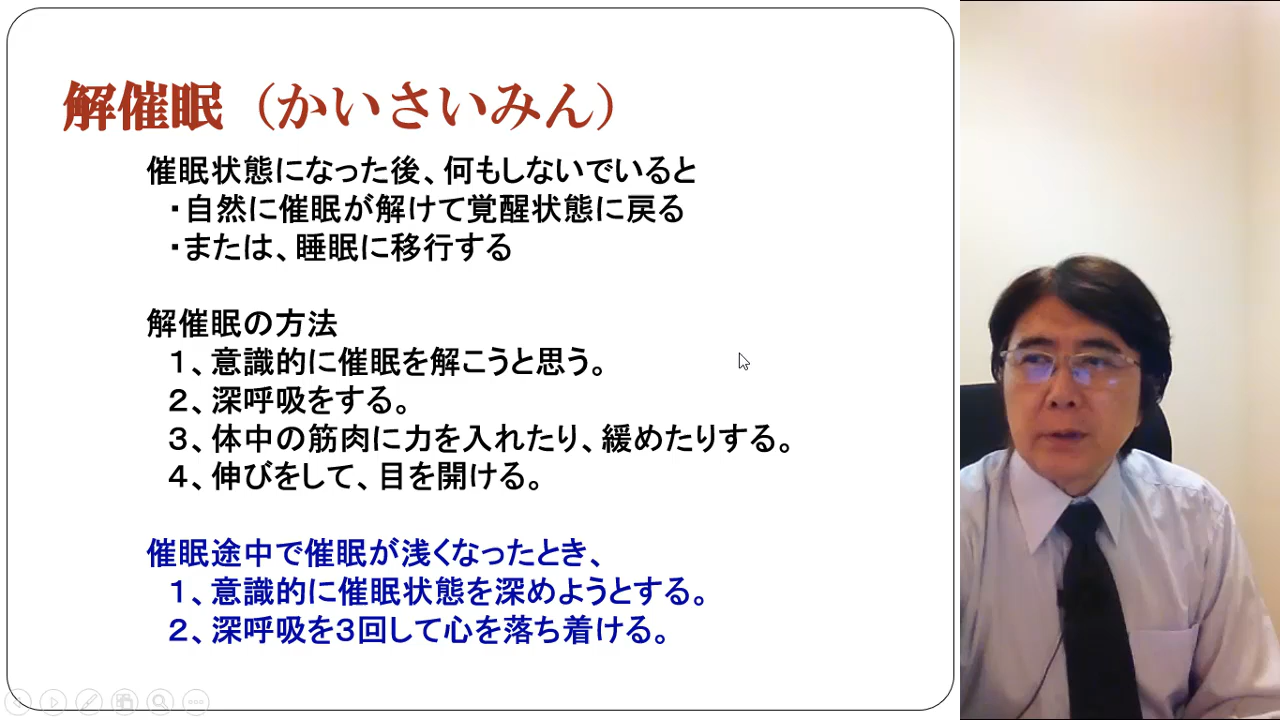 解催眠（かいさいみん）
催眠状態になった後、何もしないでいると
・自然に催眠が解けて覚醒状態に戻る
・または、睡眠に移行する
解催眠の方法
１、意識的に催眠を解こうと思う。
２、深呼吸をする。
３、体中の筋肉に力を入れたり、緩めたりする。
４、伸びをして、目を開ける。
催眠途中で催眠が浅くなったとき、
１、意識的に催眠状態を深めようとする。
２、深呼吸を３回して心を落ち着ける。